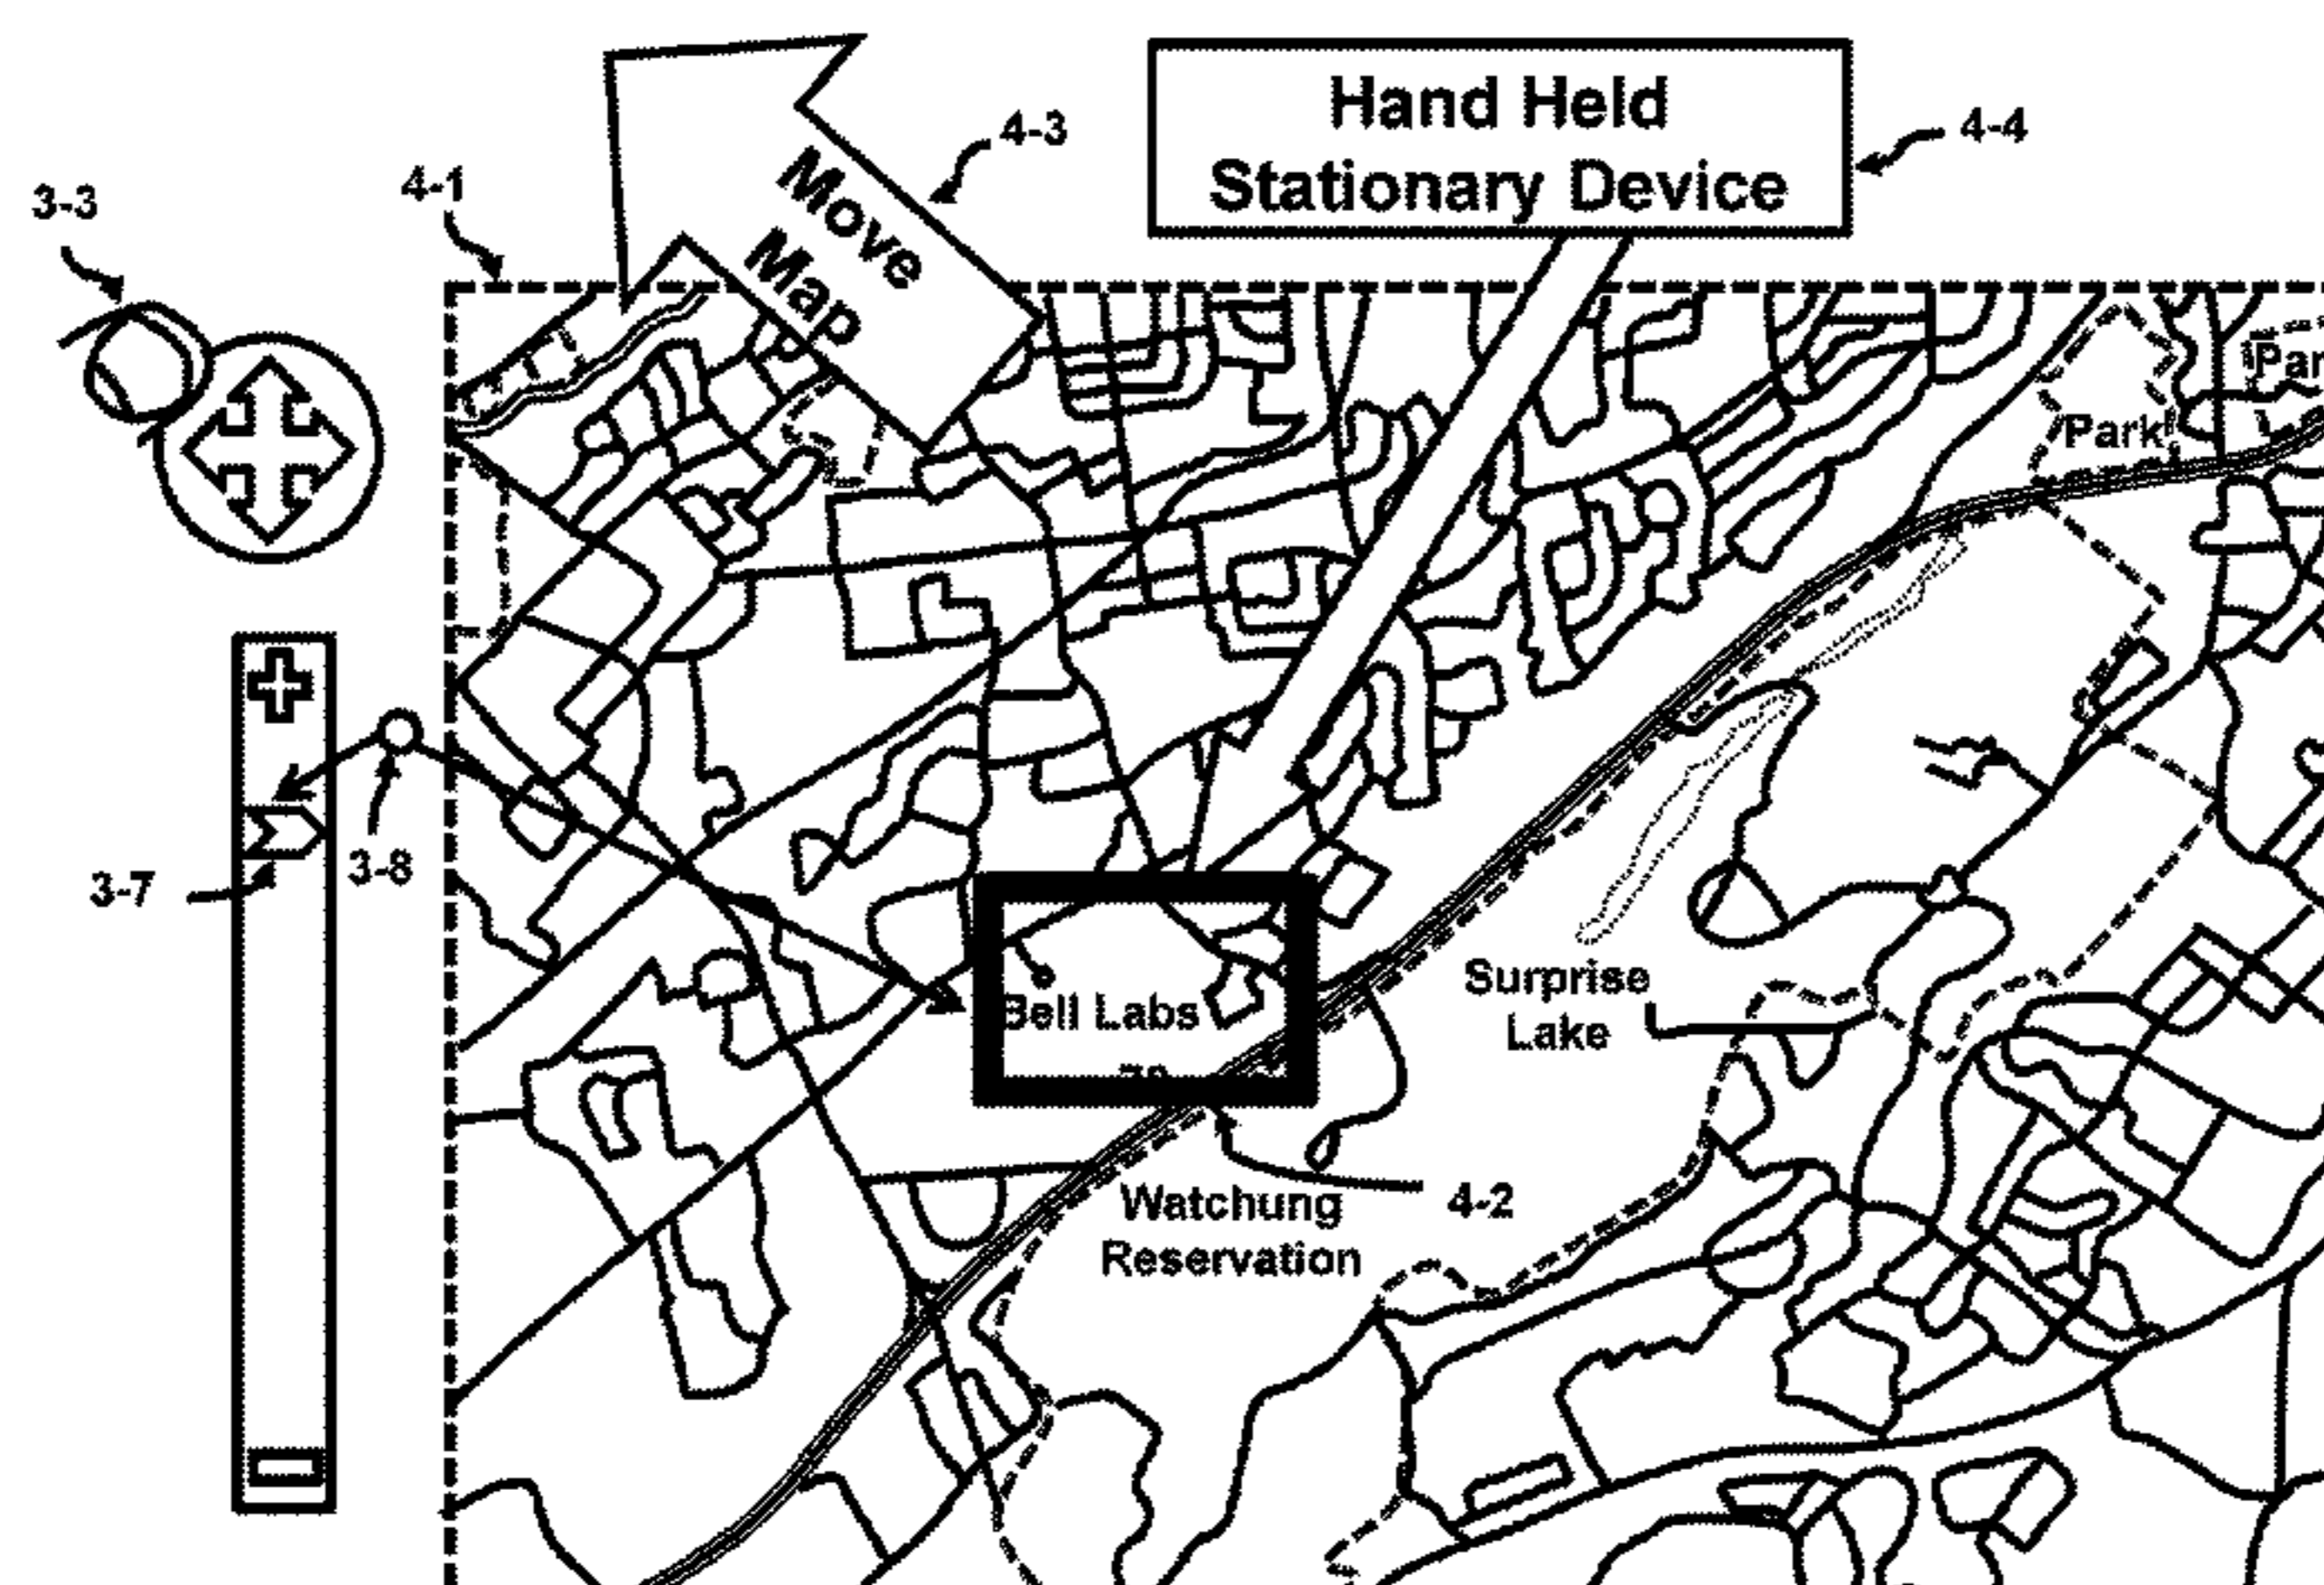 Hand Held
Stationary Device
4-4
4-3
Move
Map
4-1
3-3
Park
3-8
3-7
Bell Labs
Surprise
Lake
Watchung
Reservation
4-2